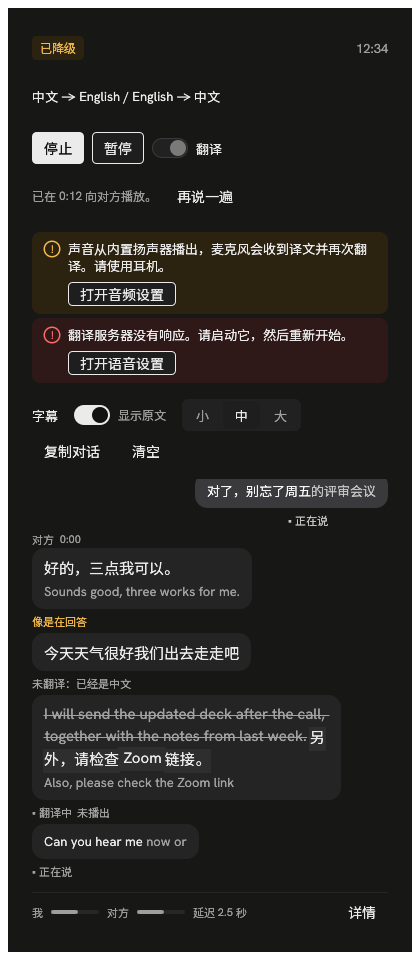 已降级 12:34
中文 → English / English → 中文
停止 暂停 翻译
已在 0:12 向对方播放。 再说一遍
声音从内置扬声器播出，麦克风会收到译文并再次翻
译。请使用耳机。
打开音频设置
翻译服务器没有响应。请启动它，然后重新开始。
打开语音设置
字幕 显示原文 小 中 大
复制对话 清空
对了，别忘了周五的评审会议
• 正在说
对方 0:00
好的，三点我可以。
Sounds good, three works for me.
像是在回答
今天天气很好我们出去走走吧
未翻译：已经是中文
I will send the updated deck after the call,
together with the notes from last week. 另
外，请检查 Zoom 链接。
Also, please check the Zoom link
• 翻译中 未播出
Can you hear me now or
• 正在说
我 对方 延迟 2.5 秒 详情